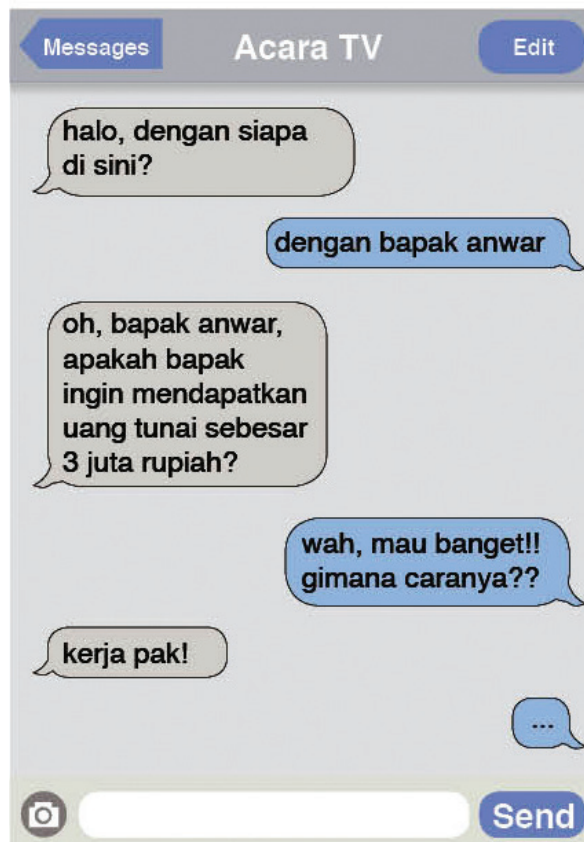 Messages
Acara TV
Edit
halo, dengan siapa
di sini?
dengan bapak anwar
oh, bapak anwar,
apakah bapak
ingin mendapatkan
uang tunai sebesar
3 juta rupiah?
wah, mau banget!!
gimana caranya??
kerja pak!
...
Send